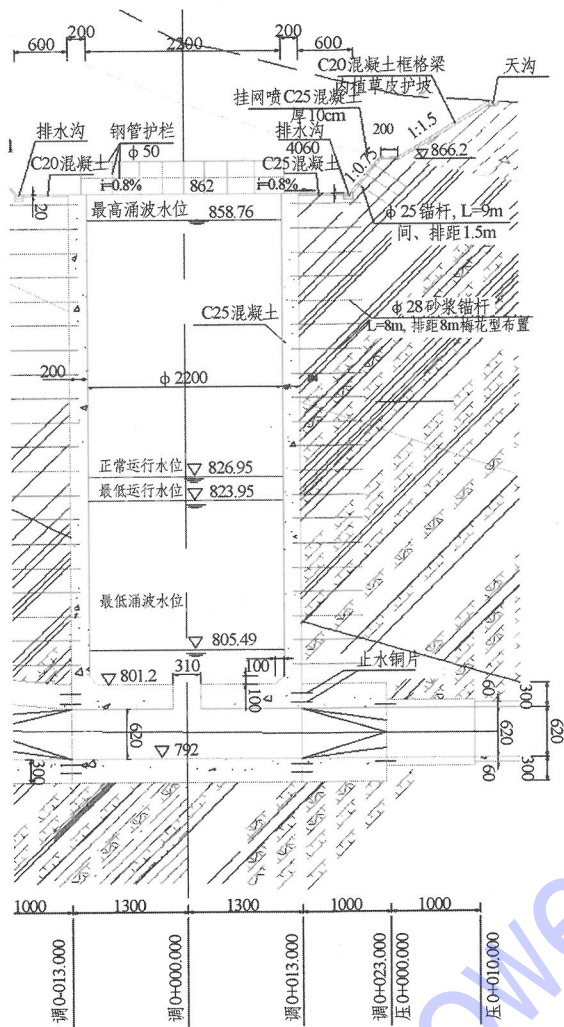 200
200
600
2200
600
C20混凝土框格梁
内植草皮护坡
天沟
挂网喷C25混凝土
厚10cm
200
1:1.5
排水沟
钢管护栏
φ50
排水沟
4060
1:0.75
866.2
C20混凝土
C25混凝土
i=0.8%
862
i=0.8%
20
最高涌波水位
858.76
φ25锚杆, L=9m
间、排距1.5m
C25混凝土
φ28砂浆锚杆
L=8m, 排距8m梅花型布置
200
φ2200
正常运行水位
826.95
最低运行水位
823.95
最低涌波水位
805.49
310
100
止水铜片
801.2
100
60
300
620
620
620
792
300
60
300
1000
1300
1300
1000
1000
调0+013.000
调0+000.000
调0+013.000
调0+023.000
压0+000.000
压0+010.000